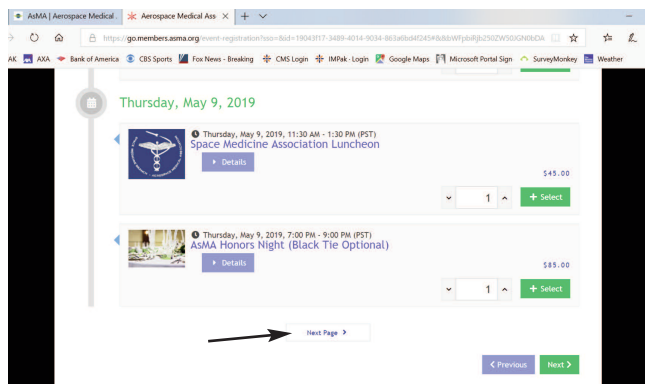 AsMA | Aerospace Medical
Aerospace Medical Ass
https://go.members.asma.org/event-registration?sso=&id=19043f17-3489-4014-9034-
AK AXA Bank of America CBS Sports Fox News - Breaking CMS Login IMPak - Login Google Maps Microsoft Portal Sign SurveyMonkey Weather
Thursday, May 9, 2019
Thursday, May 9, 2019, 11:30 AM - 1:30 PM (PST)
Space Medicine Association Luncheon
Details
$45.00
1
+ Select
Thursday, May 9, 2019, 7:00 PM - 9:00 PM (PST)
AsMA Honors Night (Black Tie Optional)
Details
$85.00
1
+ Select
Next Page >
< Previous Next >